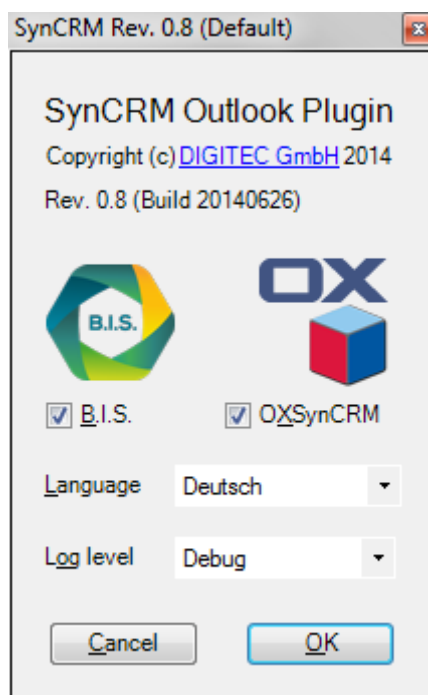 SynCRM Rev. 0.8 (Default)
SynCRM Outlook Plugin
Copyright (c) DIGITEC GmbH 2014
Rev. 0.8 (Build 20140626)
B.I.S.
OX
B.I.S.
OXSynCRM
Language
Deutsch
Log level
Debug
Cancel
OK